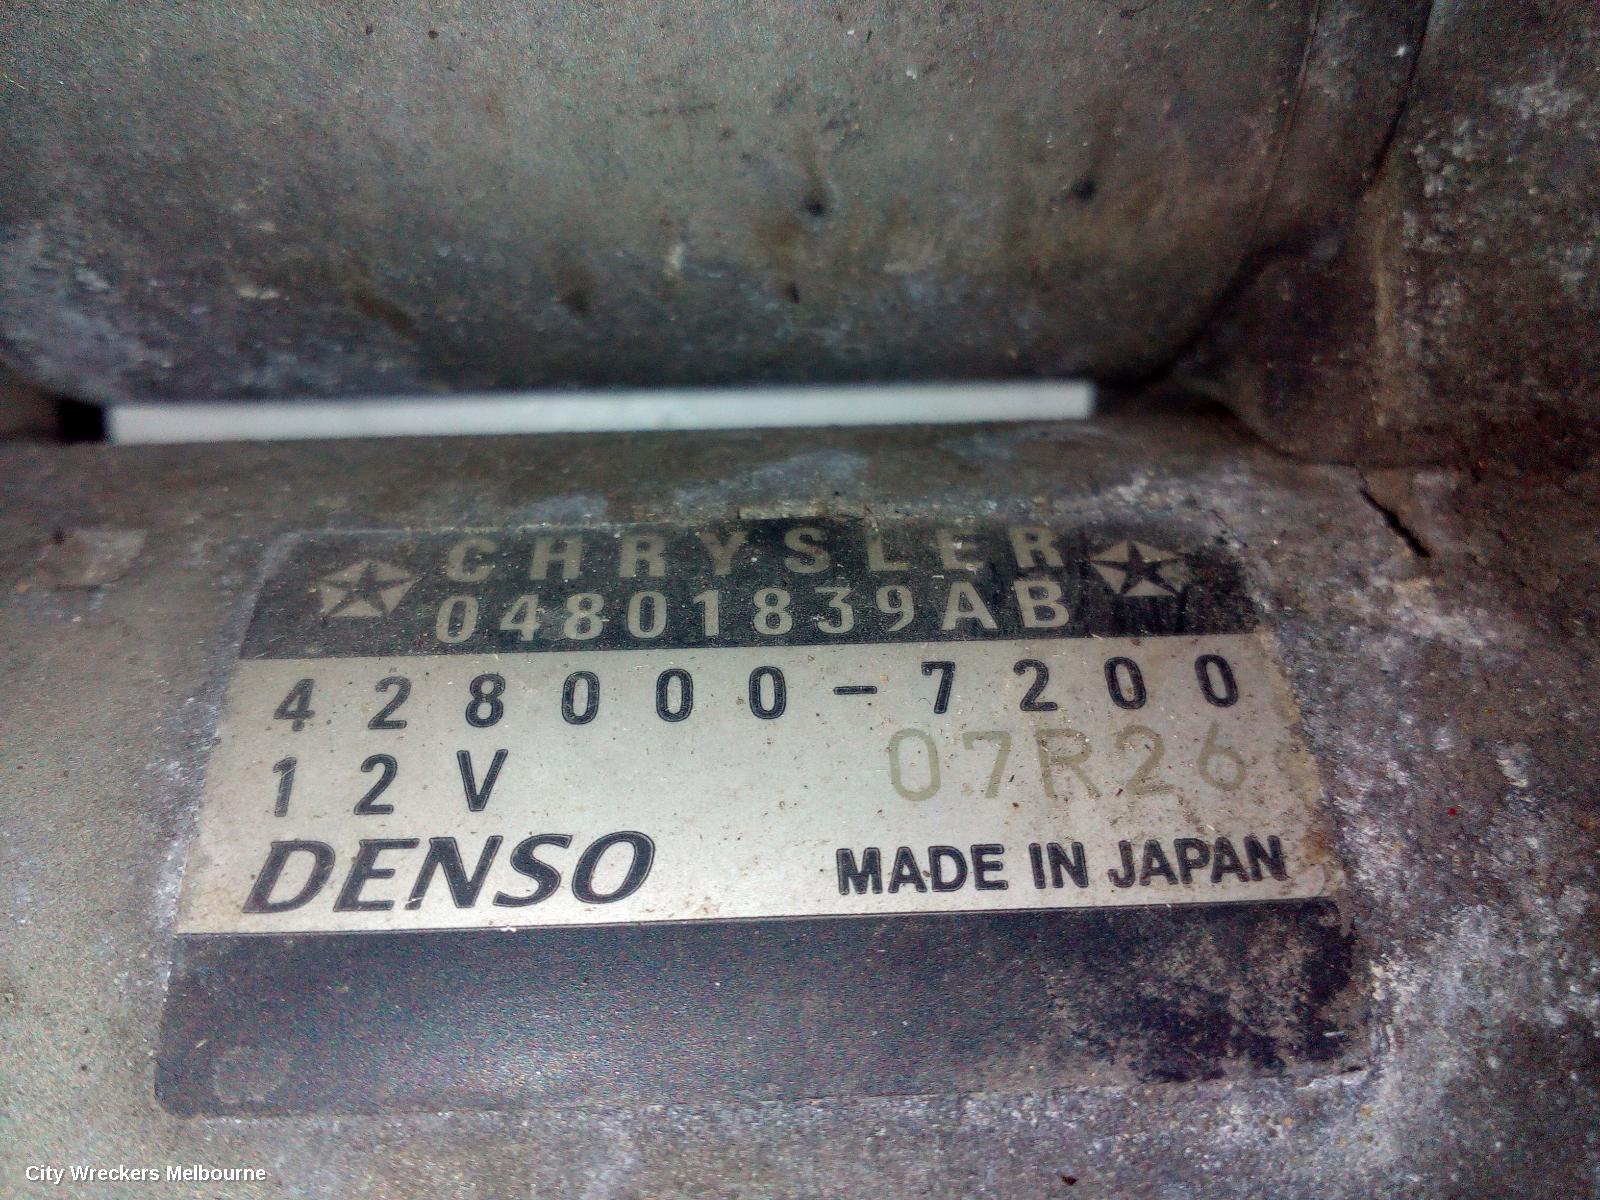 CHRYSLER
04801839AB
428000-7200
12V 07R26
DENSO MADE IN JAPAN
City Wreckers Melbourne